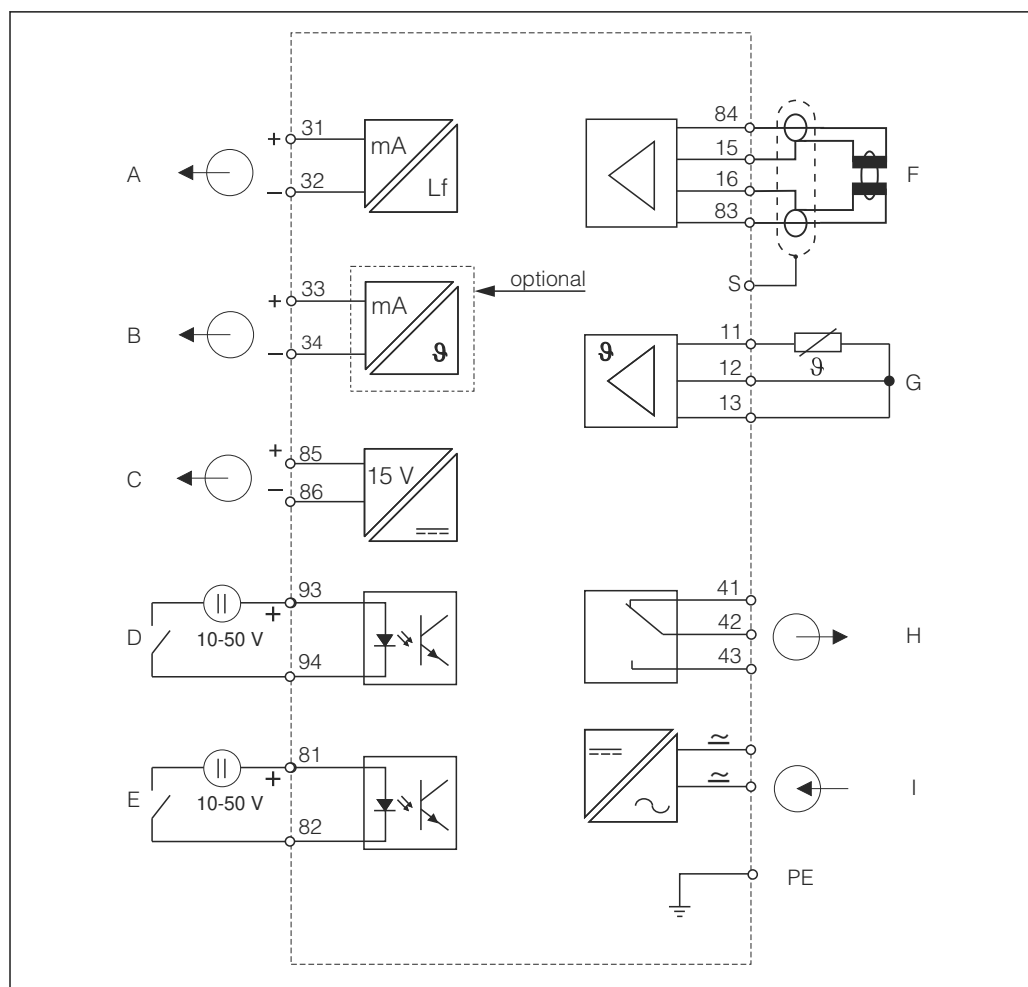 A
+
31
−
32
mA
Lf
B
+
33
−
34
mA
ϑ
optional
C
+
85
−
86
15 V
D
93
+
10-50 V
94
E
81
+
10-50 V
82
84
15
16
83
F
S
ϑ
11
12
13
ϑ
G
41
42
43
H
≃
≃
I
PE